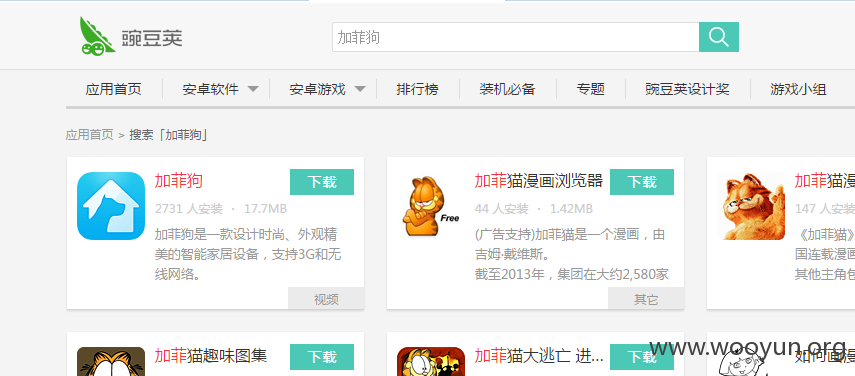 豌豆荚
加菲狗
应用首页 安卓软件 安卓游戏 排行榜 装机必备 专题 豌豆荚设计奖 游戏小组
应用首页 > 搜索「加菲狗」
加菲狗 下载
2731 人安装 · 17.7MB
加菲狗是一款设计时尚、外观精
美的智能家居设备，支持3G和无
线网络。
视频
加菲猫漫画浏览器 下载
44 人安装 · 1.42MB
(广告支持)加菲猫是一个漫画，由
吉姆·戴维斯。
截至2013年，集团在大约2,580家
其它
Free
加菲猫漫
147 人安装
《加菲猫》
国连载漫画
其他主角包
加菲猫趣味图集 下载
加菲猫大逃亡 进... 下载
如何画漫
www.wooyun.org